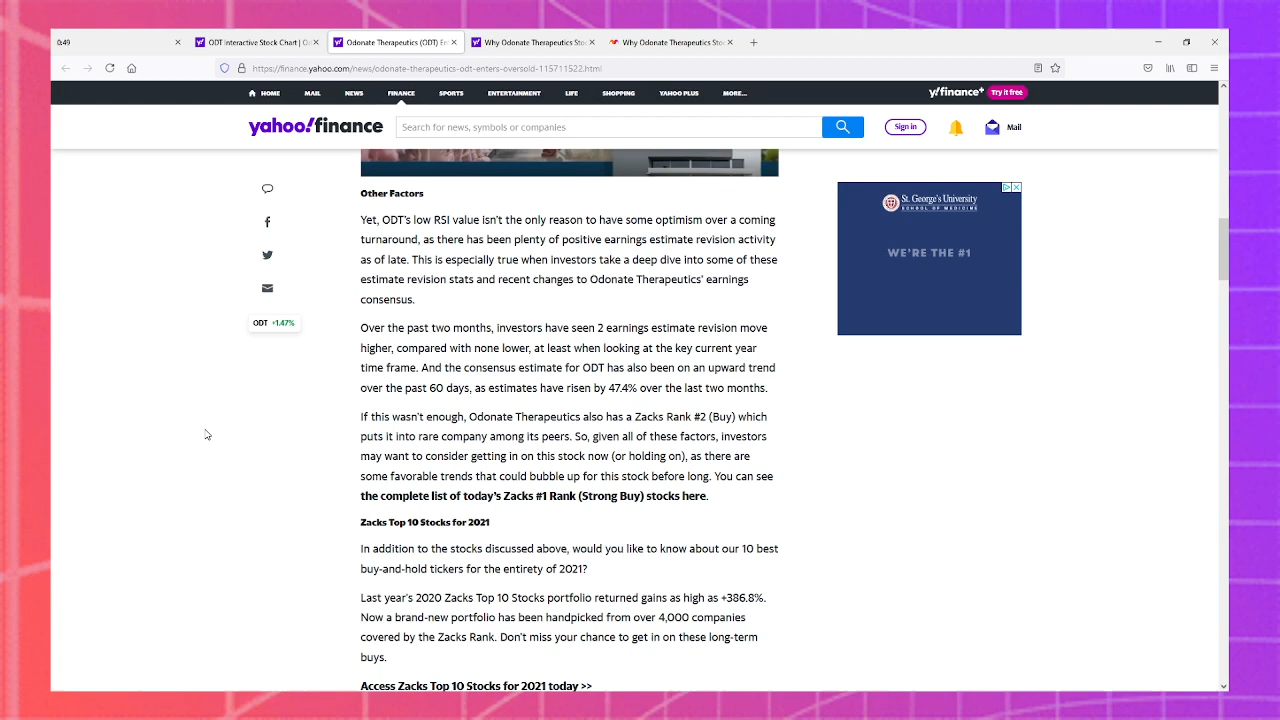 0:49
ODT Interactive Stock Chart | O
Odonate Therapeutics (ODT) En
Why Odonate Therapeutics Sto
Why Odonate Therapeutics Sto
https://finance.yahoo.com/news/odonate-therapeutics-odt-enters-oversold-115711522.html
HOME MAIL NEWS FINANCE SPORTS ENTERTAINMENT LIFE SHOPPING YAHOO PLUS MORE...
y!finance+ Try it free
yahoo!finance
Search for news, symbols or companies
Sign in
Mail
Other Factors
Yet, ODT's low RSI value isn't the only reason to have some optimism over a coming
turnaround, as there has been plenty of positive earnings estimate revision activity
as of late. This is especially true when investors take a deep dive into some of these
estimate revision stats and recent changes to Odonate Therapeutics' earnings
consensus.
ODT +1.47%
Over the past two months, investors have seen 2 earnings estimate revision move
higher, compared with none lower, at least when looking at the key current year
time frame. And the consensus estimate for ODT has also been on an upward trend
over the past 60 days, as estimates have risen by 47.4% over the last two months.
If this wasn't enough, Odonate Therapeutics also has a Zacks Rank #2 (Buy) which
puts it into rare company among its peers. So, given all of these factors, investors
may want to consider getting in on this stock now (or holding on), as there are
some favorable trends that could bubble up for this stock before long. You can see
the complete list of today's Zacks #1 Rank (Strong Buy) stocks here.
Zacks Top 10 Stocks for 2021
In addition to the stocks discussed above, would you like to know about our 10 best
buy-and-hold tickers for the entirety of 2021?
Last year's 2020 Zacks Top 10 Stocks portfolio returned gains as high as +386.8%.
Now a brand-new portfolio has been handpicked from over 4,000 companies
covered by the Zacks Rank. Don't miss your chance to get in on these long-term
buys.
Access Zacks Top 10 Stocks for 2021 today >>
St. George's University
SCHOOL OF MEDICINE
WE'RE THE #1